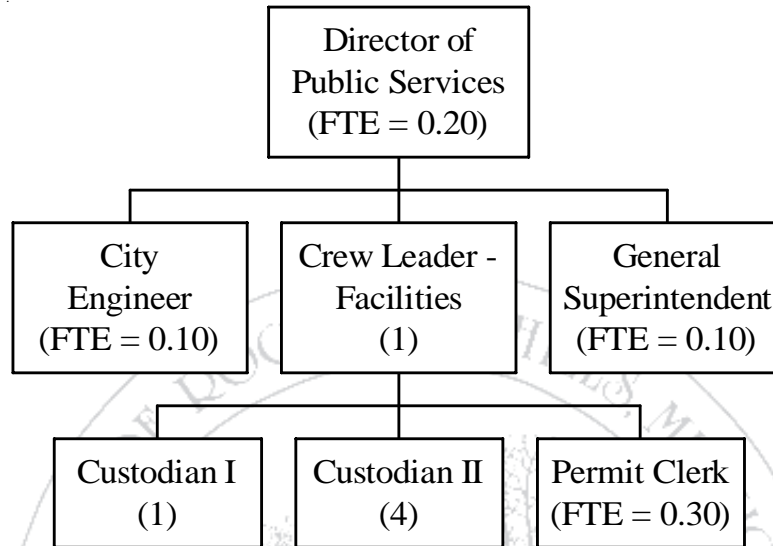 Director of
Public Services
(FTE = 0.20)
City
Engineer
(FTE = 0.10)
Crew Leader -
Facilities
(1)
General
Superintendent
(FTE = 0.10)
Custodian I
(1)
Custodian II
(4)
Permit Clerk
(FTE = 0.30)